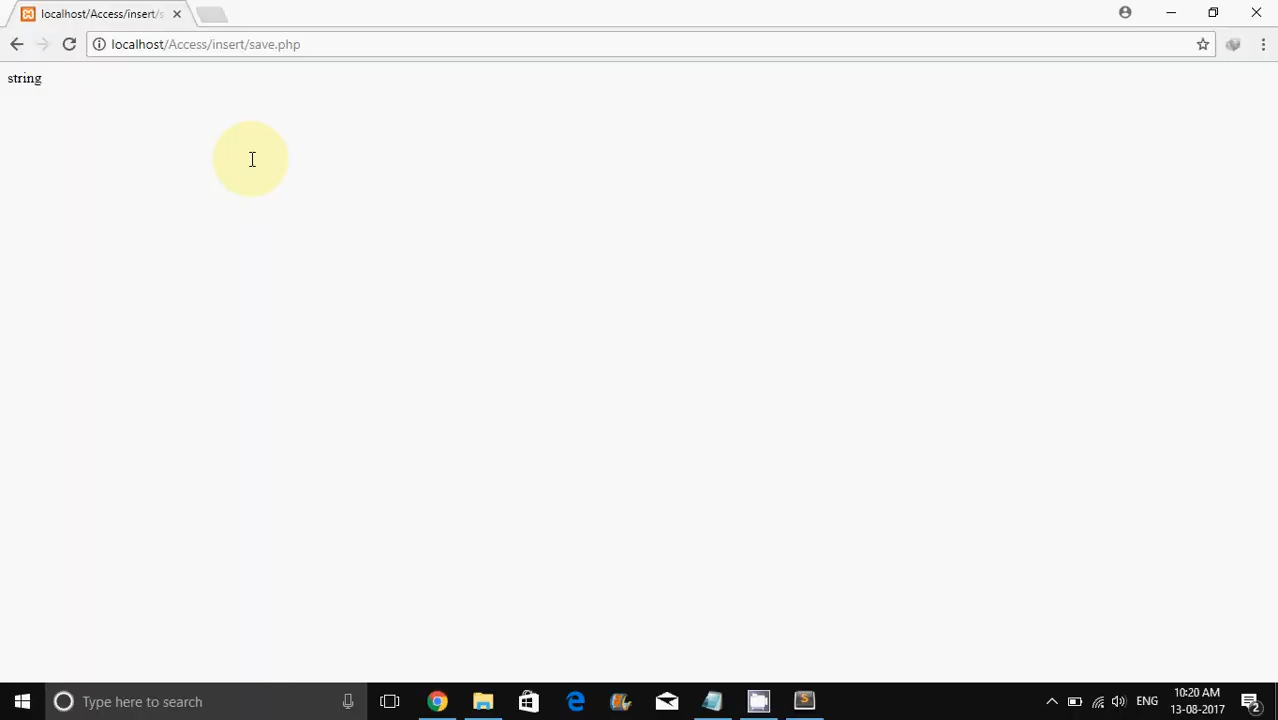 localhost/Access/insert/s
localhost/Access/insert/save.php
string
Type here to search
ENG
10:20 AM
13-08-2017
2